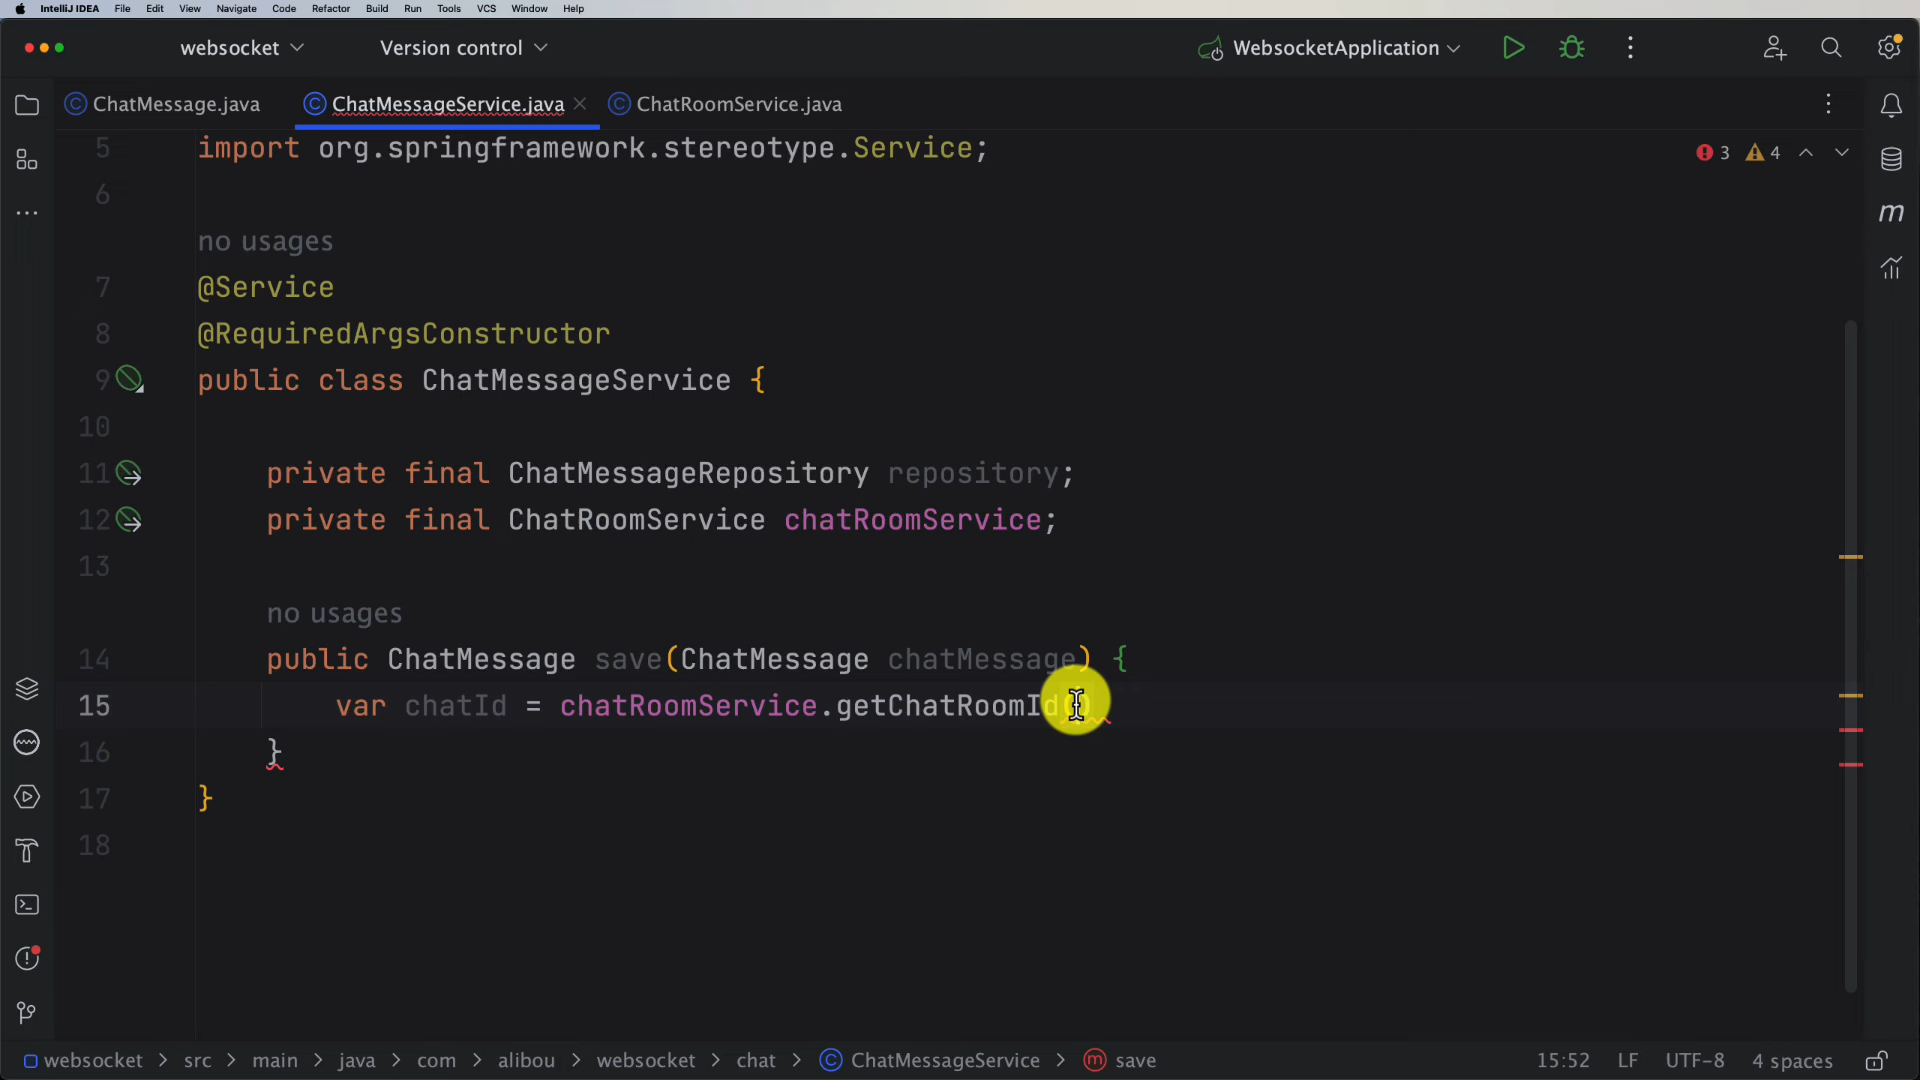 IntelliJ IDEA File Edit View Navigate Code Refactor Build Run Tools VCS Window Help
websocket Version control WebsocketApplication
ChatMessage.java ChatMessageService.java ChatRoomService.java
5 import org.springframework.stereotype.Service; 3 4
6
no usages
7 @Service
8 @RequiredArgsConstructor
9 public class ChatMessageService {
10
11 private final ChatMessageRepository repository;
12 private final ChatRoomService chatRoomService;
13
no usages
14 public ChatMessage save(ChatMessage chatMessage) {
15 var chatId = chatRoomService.getChatRoomId()
16 }
17 }
18
websocket > src > main > java > com > alibou > websocket > chat > ChatMessageService > save 15:52 LF UTF-8 4 spaces